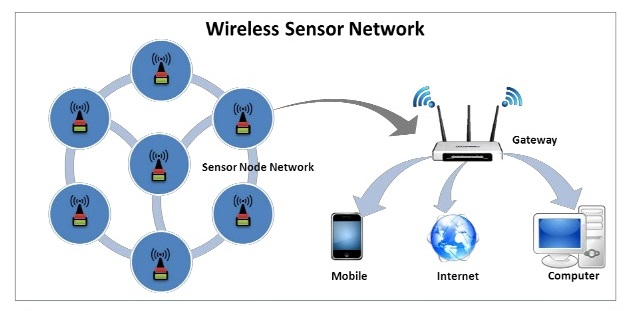 Wireless Sensor Network
Gateway
Sensor Node Network
Mobile
Internet
Computer